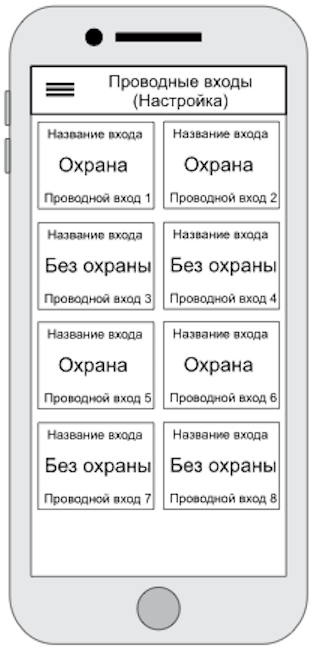 Проводные входы
(Настройка)
Название входа
Охрана
Проводной вход 1
Название входа
Охрана
Проводной вход 2
Название входа
Без охраны
Проводной вход 3
Название входа
Без охраны
Проводной вход 4
Название входа
Охрана
Проводной вход 5
Название входа
Охрана
Проводной вход 6
Название входа
Без охраны
Проводной вход 7
Название входа
Без охраны
Проводной вход 8